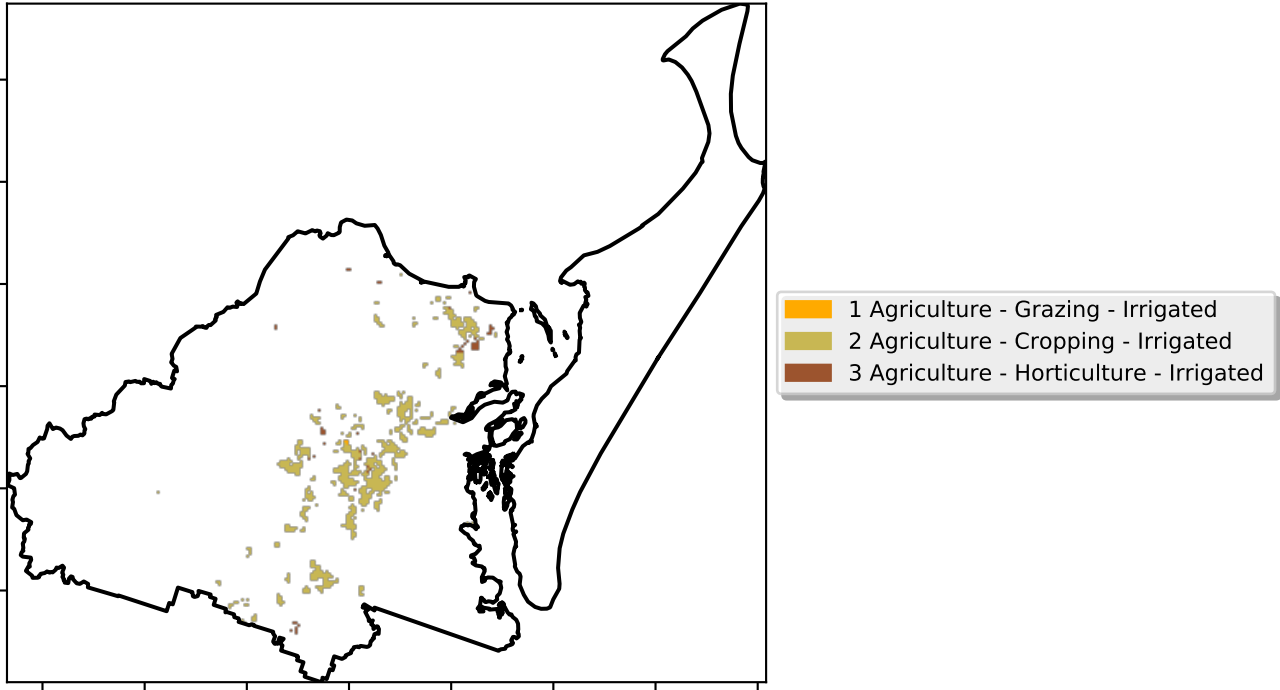 1 Agriculture - Grazing - Irrigated
2 Agriculture - Cropping - Irrigated
3 Agriculture - Horticulture - Irrigated